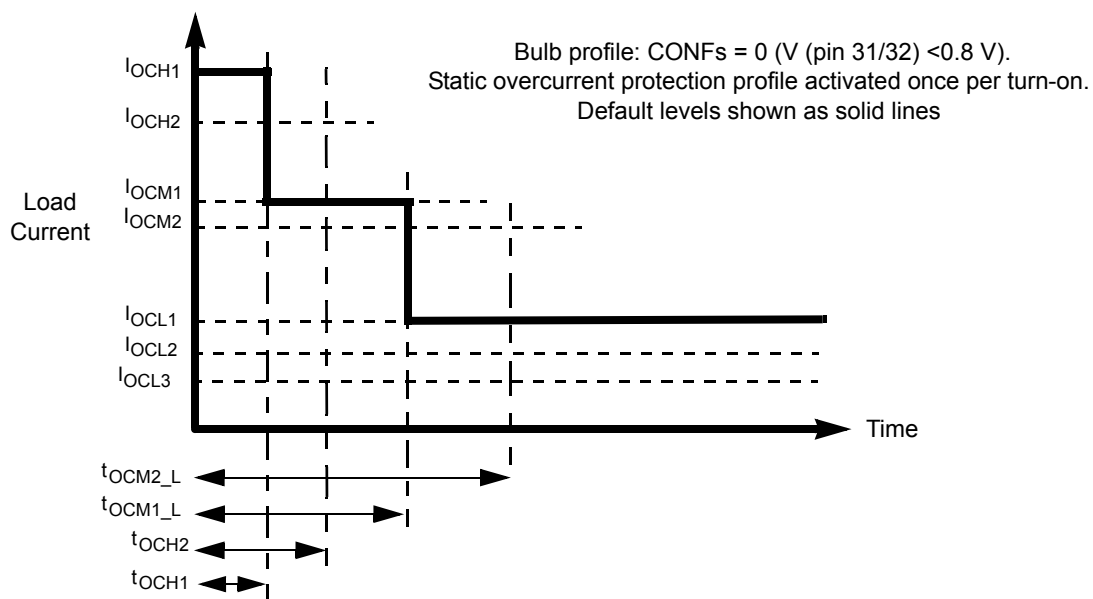 Bulb profile: CONFs = 0 (V (pin 31/32) <0.8 V).
Static overcurrent protection profile activated once per turn-on.
Default levels shown as solid lines
IOCH1
IOCH2
IOCM1
IOCM2
Load
Current
IOCL1
IOCL2
IOCL3
Time
tOCM2_L
tOCM1_L
tOCH2
tOCH1